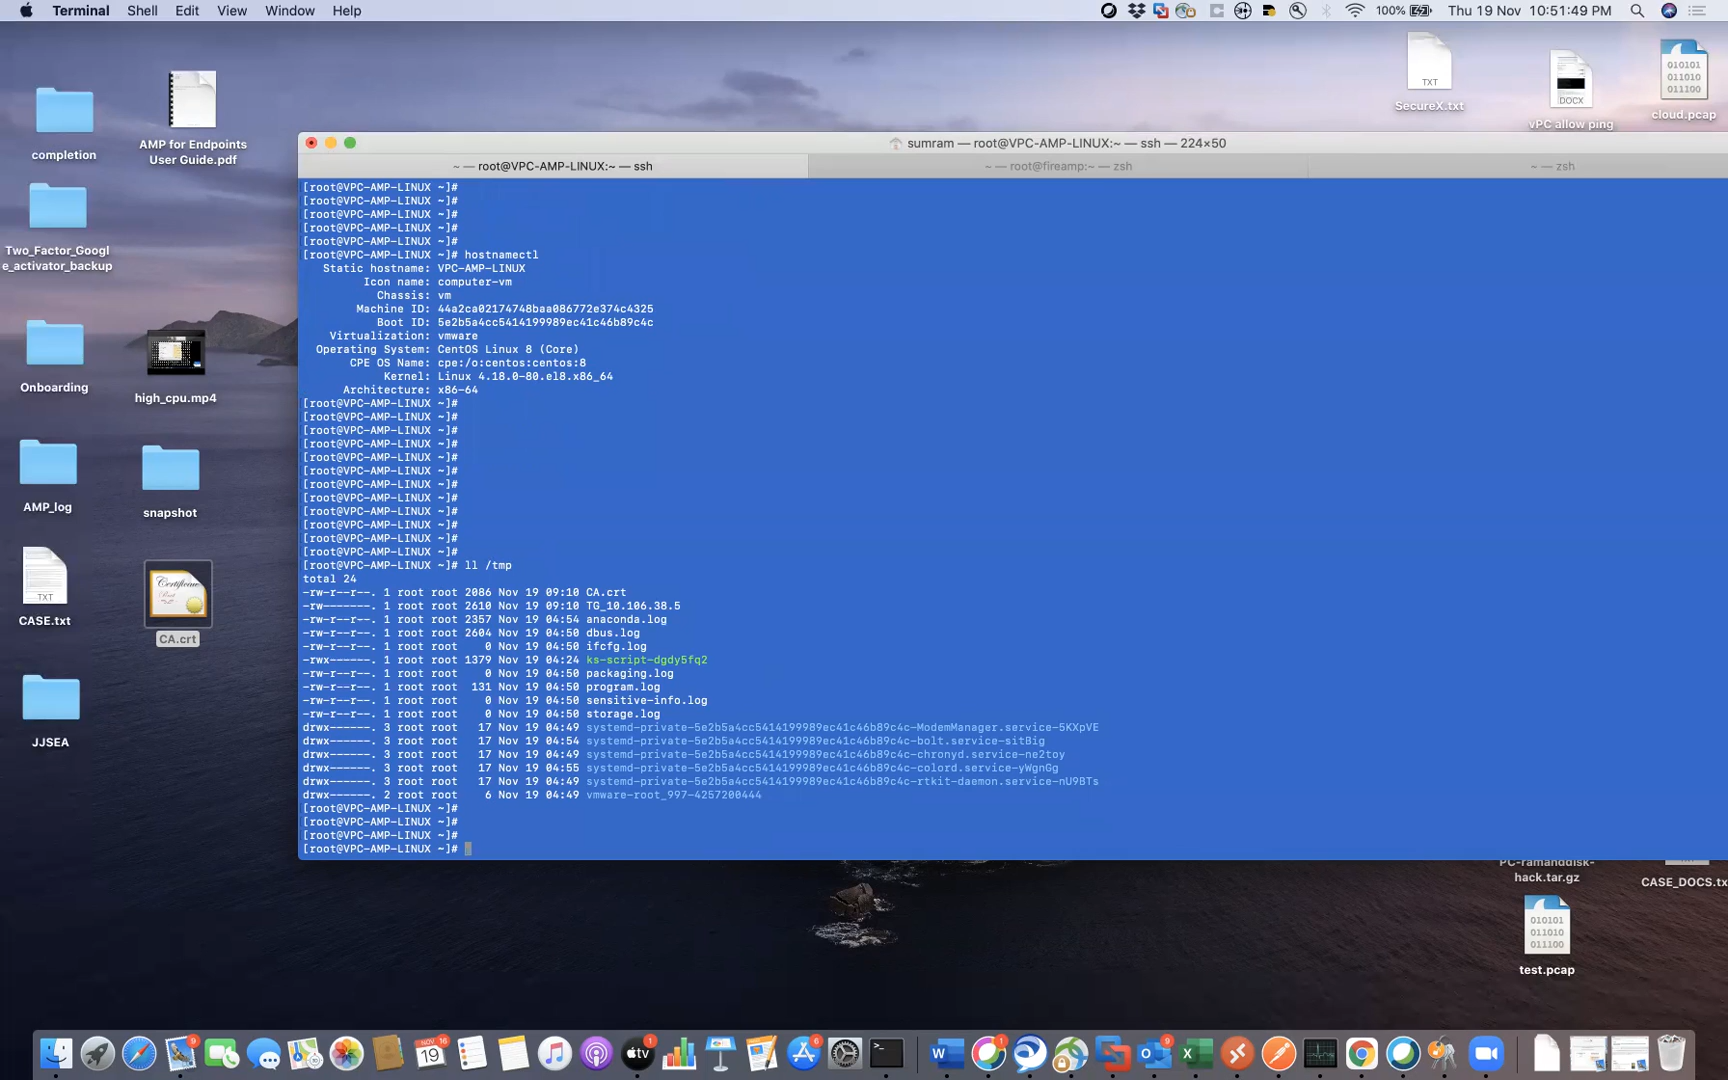 Terminal Shell Edit View Window Help 100% Thu 19 Nov 10:51:49 PM
completion
AMP for Endpoints
User Guide.pdf
Two_Factor_Googl
e_activator_backup
Onboarding
high_cpu.mp4
AMP_log
snapshot
TXT
CASE.txt
CA.crt
JJSEA
TXT
SecureX.txt
DOCX
vPC allow ping
010101
011010
011100
cloud.pcap
sumram — root@VPC-AMP-LINUX:~ — ssh — 224×50
~ — root@VPC-AMP-LINUX:~ — ssh
~ — root@fireamp:~ — zsh
~ — zsh
[root@VPC-AMP-LINUX ~]#
[root@VPC-AMP-LINUX ~]#
[root@VPC-AMP-LINUX ~]#
[root@VPC-AMP-LINUX ~]#
[root@VPC-AMP-LINUX ~]#
[root@VPC-AMP-LINUX ~]# hostnamectl
Static hostname: VPC-AMP-LINUX
Icon name: computer-vm
Chassis: vm
Machine ID: 44a2ca02174748baa086772e374c4325
Boot ID: 5e2b5a4cc5414199989ec41c46b89c4c
Virtualization: vmware
Operating System: CentOS Linux 8 (Core)
CPE OS Name: cpe:/o:centos:centos:8
Kernel: Linux 4.18.0-80.el8.x86_64
Architecture: x86-64
[root@VPC-AMP-LINUX ~]#
[root@VPC-AMP-LINUX ~]#
[root@VPC-AMP-LINUX ~]#
[root@VPC-AMP-LINUX ~]#
[root@VPC-AMP-LINUX ~]#
[root@VPC-AMP-LINUX ~]#
[root@VPC-AMP-LINUX ~]#
[root@VPC-AMP-LINUX ~]#
[root@VPC-AMP-LINUX ~]#
[root@VPC-AMP-LINUX ~]#
[root@VPC-AMP-LINUX ~]#
[root@VPC-AMP-LINUX ~]#
[root@VPC-AMP-LINUX ~]# ll /tmp
total 24
-rw-r--r--. 1 root root 2086 Nov 19 09:10 CA.crt
-rw-------. 1 root root 2610 Nov 19 09:10 TG_10.106.38.5
-rw-r--r--. 1 root root 2357 Nov 19 04:54 anaconda.log
-rw-r--r--. 1 root root 2604 Nov 19 04:50 dbus.log
-rw-r--r--. 1 root root 0 Nov 19 04:50 ifcfg.log
-rwx------. 1 root root 1379 Nov 19 04:24 ks-script-dgdy5fq2
-rw-r--r--. 1 root root 0 Nov 19 04:50 packaging.log
-rw-r--r--. 1 root root 131 Nov 19 04:50 program.log
-rw-r--r--. 1 root root 0 Nov 19 04:50 sensitive-info.log
-rw-r--r--. 1 root root 0 Nov 19 04:50 storage.log
drwx------. 3 root root 17 Nov 19 04:49 systemd-private-5e2b5a4cc5414199989ec41c46b89c4c-ModemManager.service-5KXpVE
drwx------. 3 root root 17 Nov 19 04:54 systemd-private-5e2b5a4cc5414199989ec41c46b89c4c-bolt.service-sitBig
drwx------. 3 root root 17 Nov 19 04:49 systemd-private-5e2b5a4cc5414199989ec41c46b89c4c-chronyd.service-ne2toy
drwx------. 3 root root 17 Nov 19 04:55 systemd-private-5e2b5a4cc5414199989ec41c46b89c4c-colord.service-yWgnGg
drwx------. 3 root root 17 Nov 19 04:49 systemd-private-5e2b5a4cc5414199989ec41c46b89c4c-rtkit-daemon.service-nU9BTs
drwx------. 2 root root 6 Nov 19 04:49 vmware-root_997-4257200444
[root@VPC-AMP-LINUX ~]#
[root@VPC-AMP-LINUX ~]#
[root@VPC-AMP-LINUX ~]#
[root@VPC-AMP-LINUX ~]#
PC-ramanddisk-
hack.tar.gz
CASE_DOCS.tx
010101
011010
011100
test.pcap